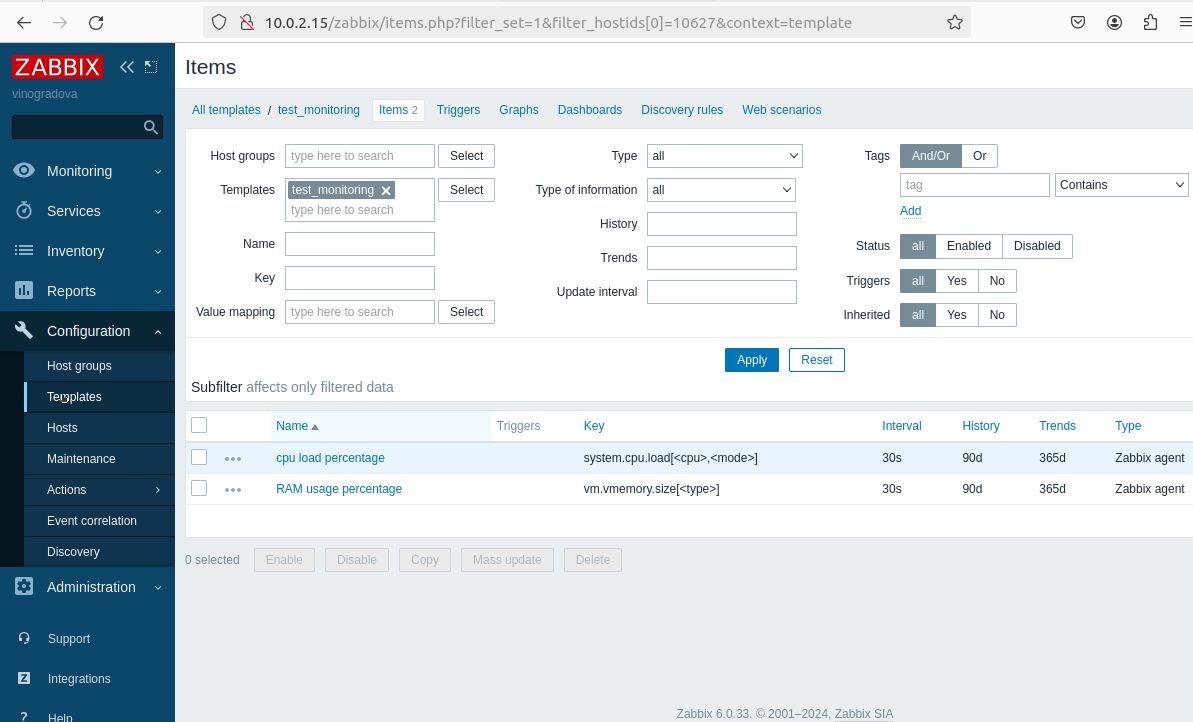 10.0.2.15/zabbix/items.php?filter_set=1&filter_hostids[0]=10627&context=template
ZABBIX
vinogradova
Monitoring
Services
Inventory
Reports
Configuration
Host groups
Templates
Hosts
Maintenance
Actions
Event correlation
Discovery
Administration
Support
Z Integrations
? Help
Items
All templates / test_monitoring Items 2 Triggers Graphs Dashboards Discovery rules Web scenarios
Host groups type here to search Select
Templates test_monitoring Select
type here to search
Name
Key
Value mapping type here to search Select
Type all
Type of information all
History
Trends
Update interval
Tags And/Or Or
tag Contains
Add
Status all Enabled Disabled
Triggers all Yes No
Inherited all Yes No
Apply Reset
Subfilter affects only filtered data
Name Triggers Key Interval History Trends Type
cpu load percentage system.cpu.load[<cpu>,<mode>] 30s 90d 365d Zabbix agent
RAM usage percentage vm.vmemory.size[<type>] 30s 90d 365d Zabbix agent
0 selected Enable Disable Copy Mass update Delete
Zabbix 6.0.33. © 2001–2024, Zabbix SIA